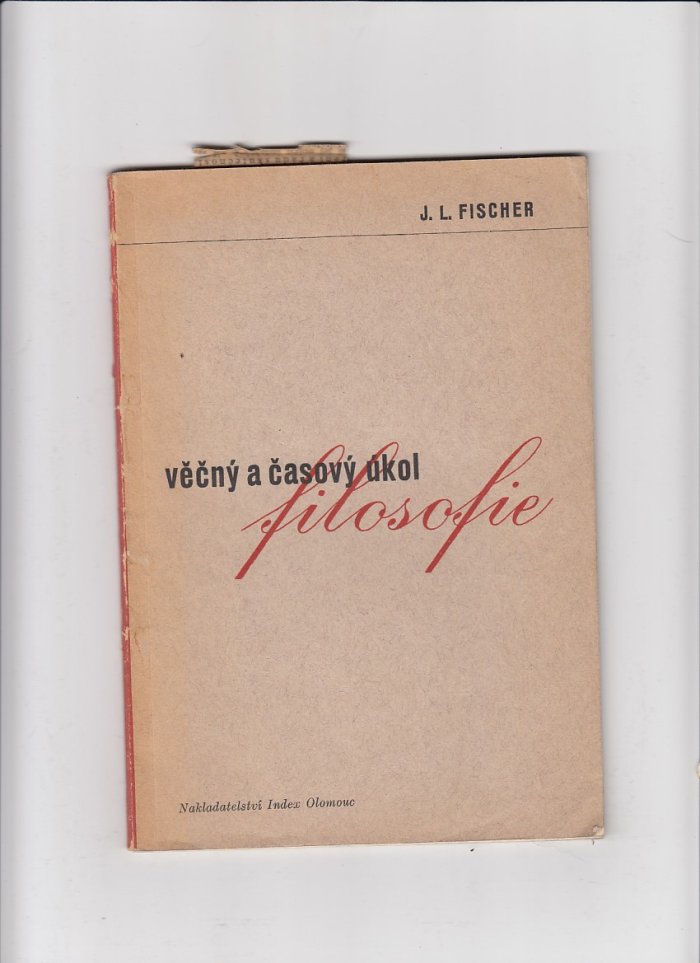 J. L. FISCHER
věčný a časový úkol
filosofie
Nakladatelství Index Olomouc